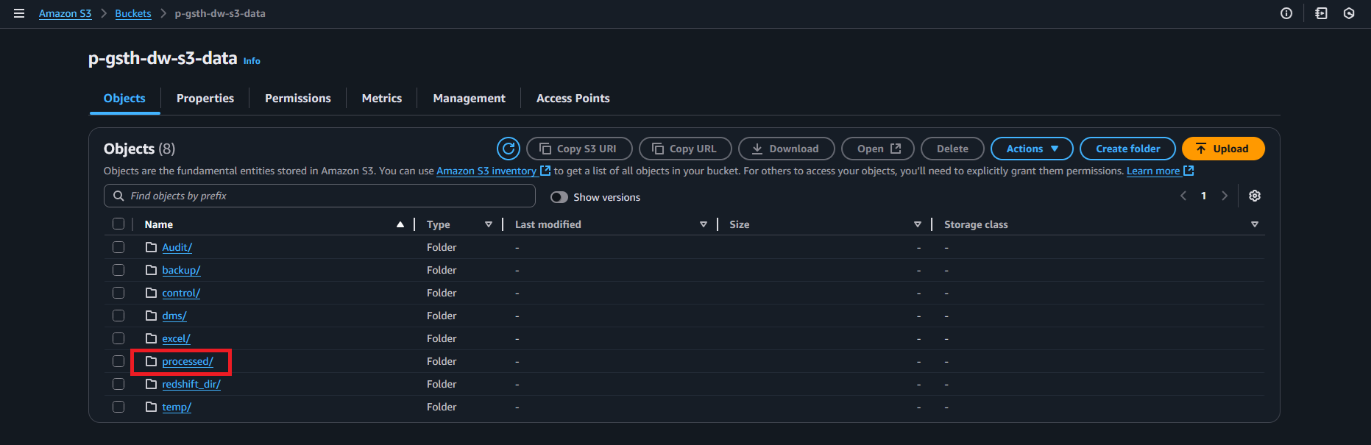 Amazon S3 > Buckets > p-gsth-dw-s3-data
p-gsth-dw-s3-data Info
Objects Properties Permissions Metrics Management Access Points
Objects (8) Copy S3 URI Copy URL Download Open Delete Actions Create folder Upload
Objects are the fundamental entities stored in Amazon S3. You can use Amazon S3 inventory to get a list of all objects in your bucket. For others to access your objects, you'll need to explicitly grant them permissions. Learn more
Find objects by prefix Show versions 1
Name Type Last modified Size Storage class
Audit/ Folder - - -
backup/ Folder - - -
control/ Folder - - -
dms/ Folder - - -
excel/ Folder - - -
processed/ Folder - - -
redshift_dir/ Folder - - -
temp/ Folder - - -